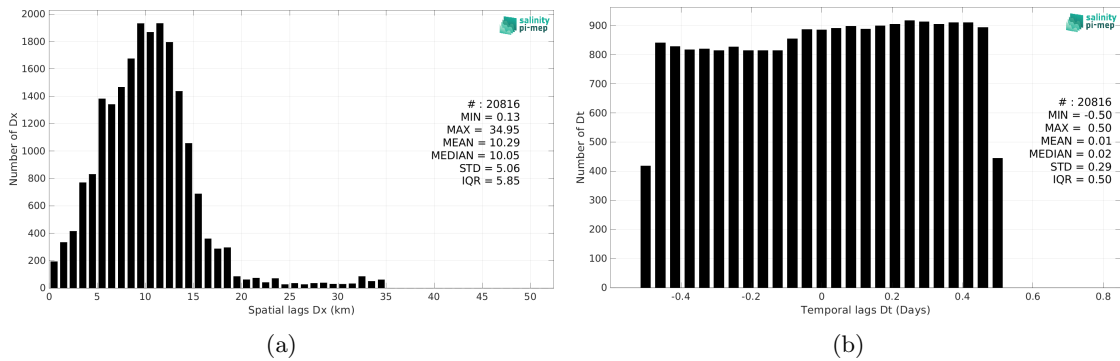 2000
1800
1600
1400
1200
1000
800
600
400
200
0
Number of Dx
0 5 10 15 20 25 30 35 40 45 50
Spatial lags Dx (km)
salinity
pi-mep
# : 20816
MIN = 0.13
MAX = 34.95
MEAN = 10.29
MEDIAN = 10.05
STD = 5.06
IQR = 5.85
(a)
900
800
700
600
500
400
300
200
100
0
Number of Dt
-0.4 -0.2 0 0.2 0.4 0.6 0.8
Temporal lags Dt (Days)
salinity
pi-mep
# : 20816
MIN = -0.50
MAX = 0.50
MEAN = 0.01
MEDIAN = 0.02
STD = 0.29
IQR = 0.50
(b)